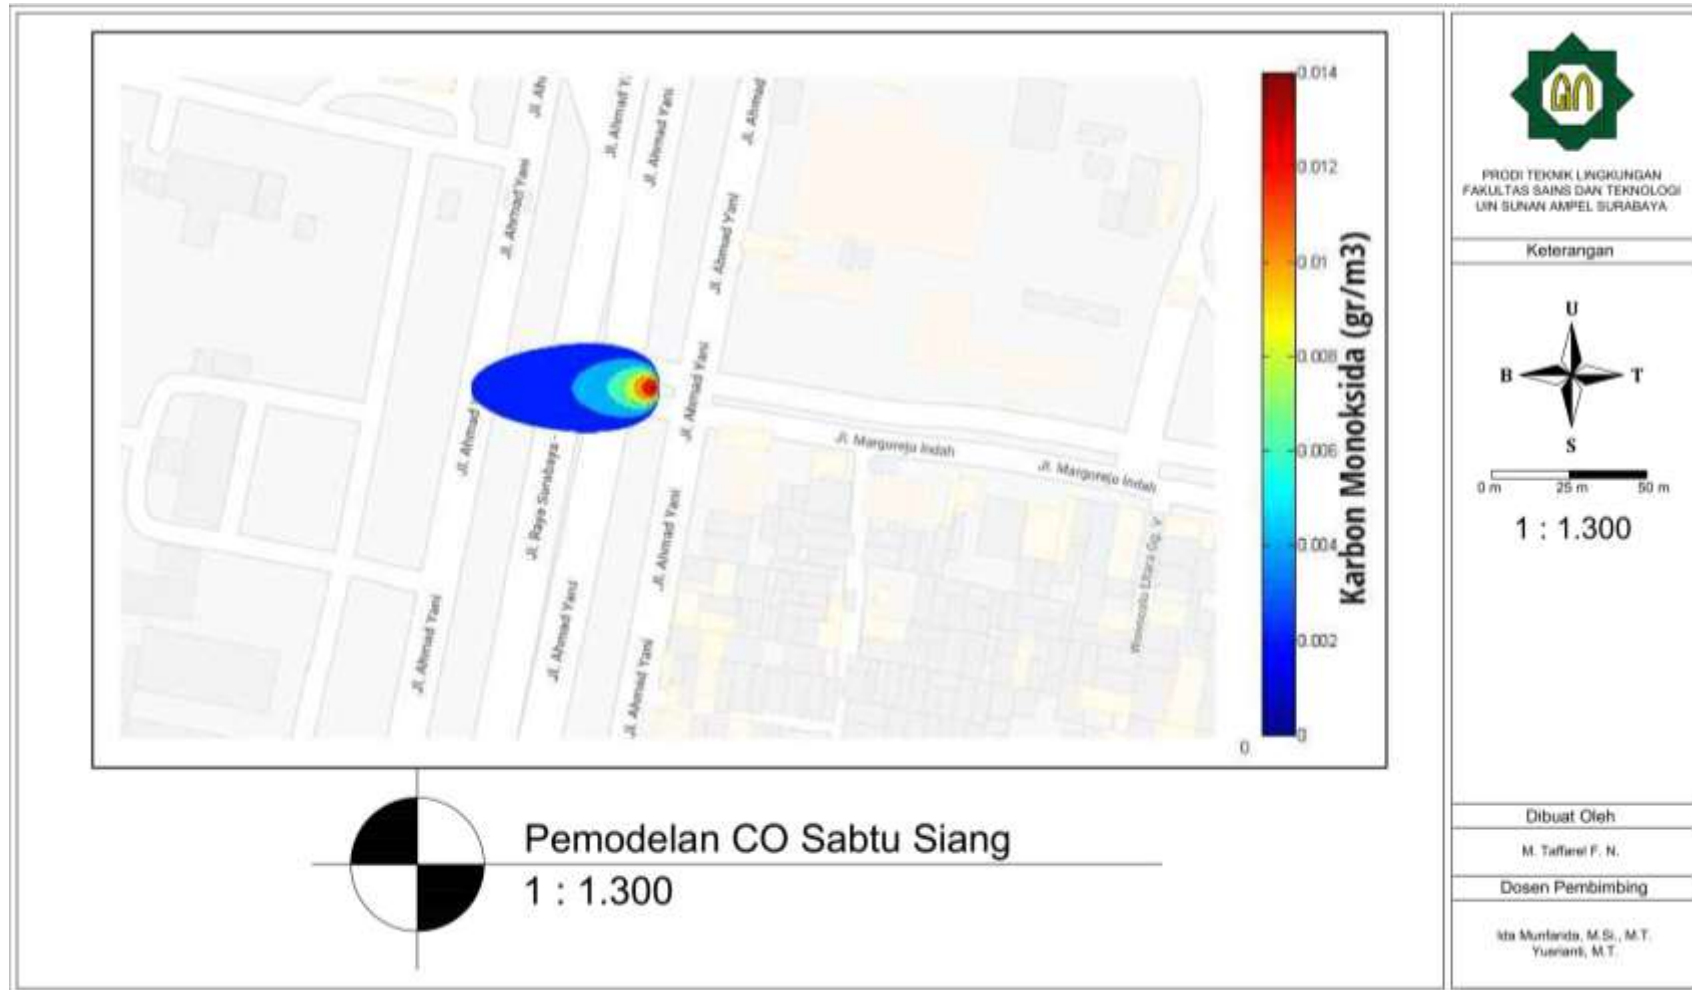 Jl. Ahmad Y.
Jl. Ahmad Yani
Jl. Ahmad
Jl. Ahmad Yani
Jl. Ahmad Yani
Jl. Ahmad Yani
Jl. Ahmad
Jl. Raya Surabaya -
Jl. Ahmad Yani
Jl. Ahmad Yani
Jl. Ahmad Yani
Jl. Ahmad Yani
Jl. Margorejo Indah
Jl. Margorejo Indah
0.014
0.012
0.01
0.008
0.006
0.004
0.002
0
0
Karbon Monoksida (gr/m3)
Pemodelan CO Sabtu Siang
1 : 1.300
PRODI TEKNIK LINGKUNGAN
FAKULTAS SAINS DAN TEKNOLOGI
UIN SUNAN AMPEL SURABAYA
Keterangan
U
B T
S
0 m 25 m 50 m
1 : 1.300
Dibuat Oleh
M. Taffarel F. N.
Dosen Pembimbing
Ida Munfarida, M.Si., M.T.
Yusrianti, M.T.